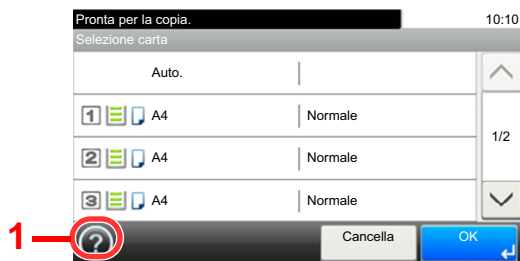 Pronta per la copia. 10:10
Selezione carta
Auto.
1 A4 Normale
1/2
2 A4 Normale
3 A4 Normale
1 ? Cancella OK